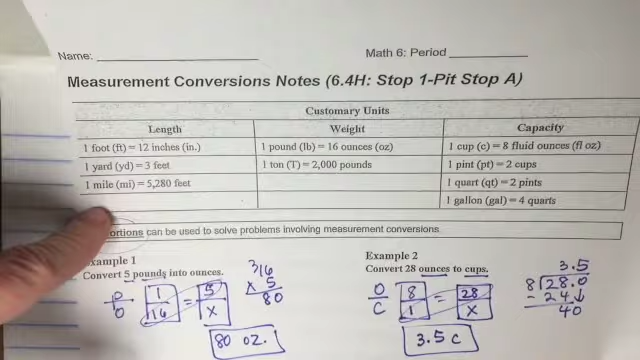 Name:
Math 6: Period
Measurement Conversions Notes (6.4H: Stop 1-Pit Stop A)
Customary Units
Length Weight Capacity
1 foot (ft) = 12 inches (in.) 1 pound (lb) = 16 ounces (oz) 1 cup (c) = 8 fluid ounces (fl oz)
1 yard (yd) = 3 feet 1 ton (T) = 2,000 pounds 1 pint (pt) = 2 cups
1 mile (mi) = 5,280 feet 1 quart (qt) = 2 pints
1 gallon (gal) = 4 quarts
ortions can be used to solve problems involving measurement conversions
Example 1
Convert 5 pounds into ounces.
P/O 1/16 = 5/X
316
x 5
80
80 oz.
Example 2
Convert 28 ounces to cups.
O/C 8/1 = 28/X
3.5 c
3.5
8 28.0
- 24↓
40